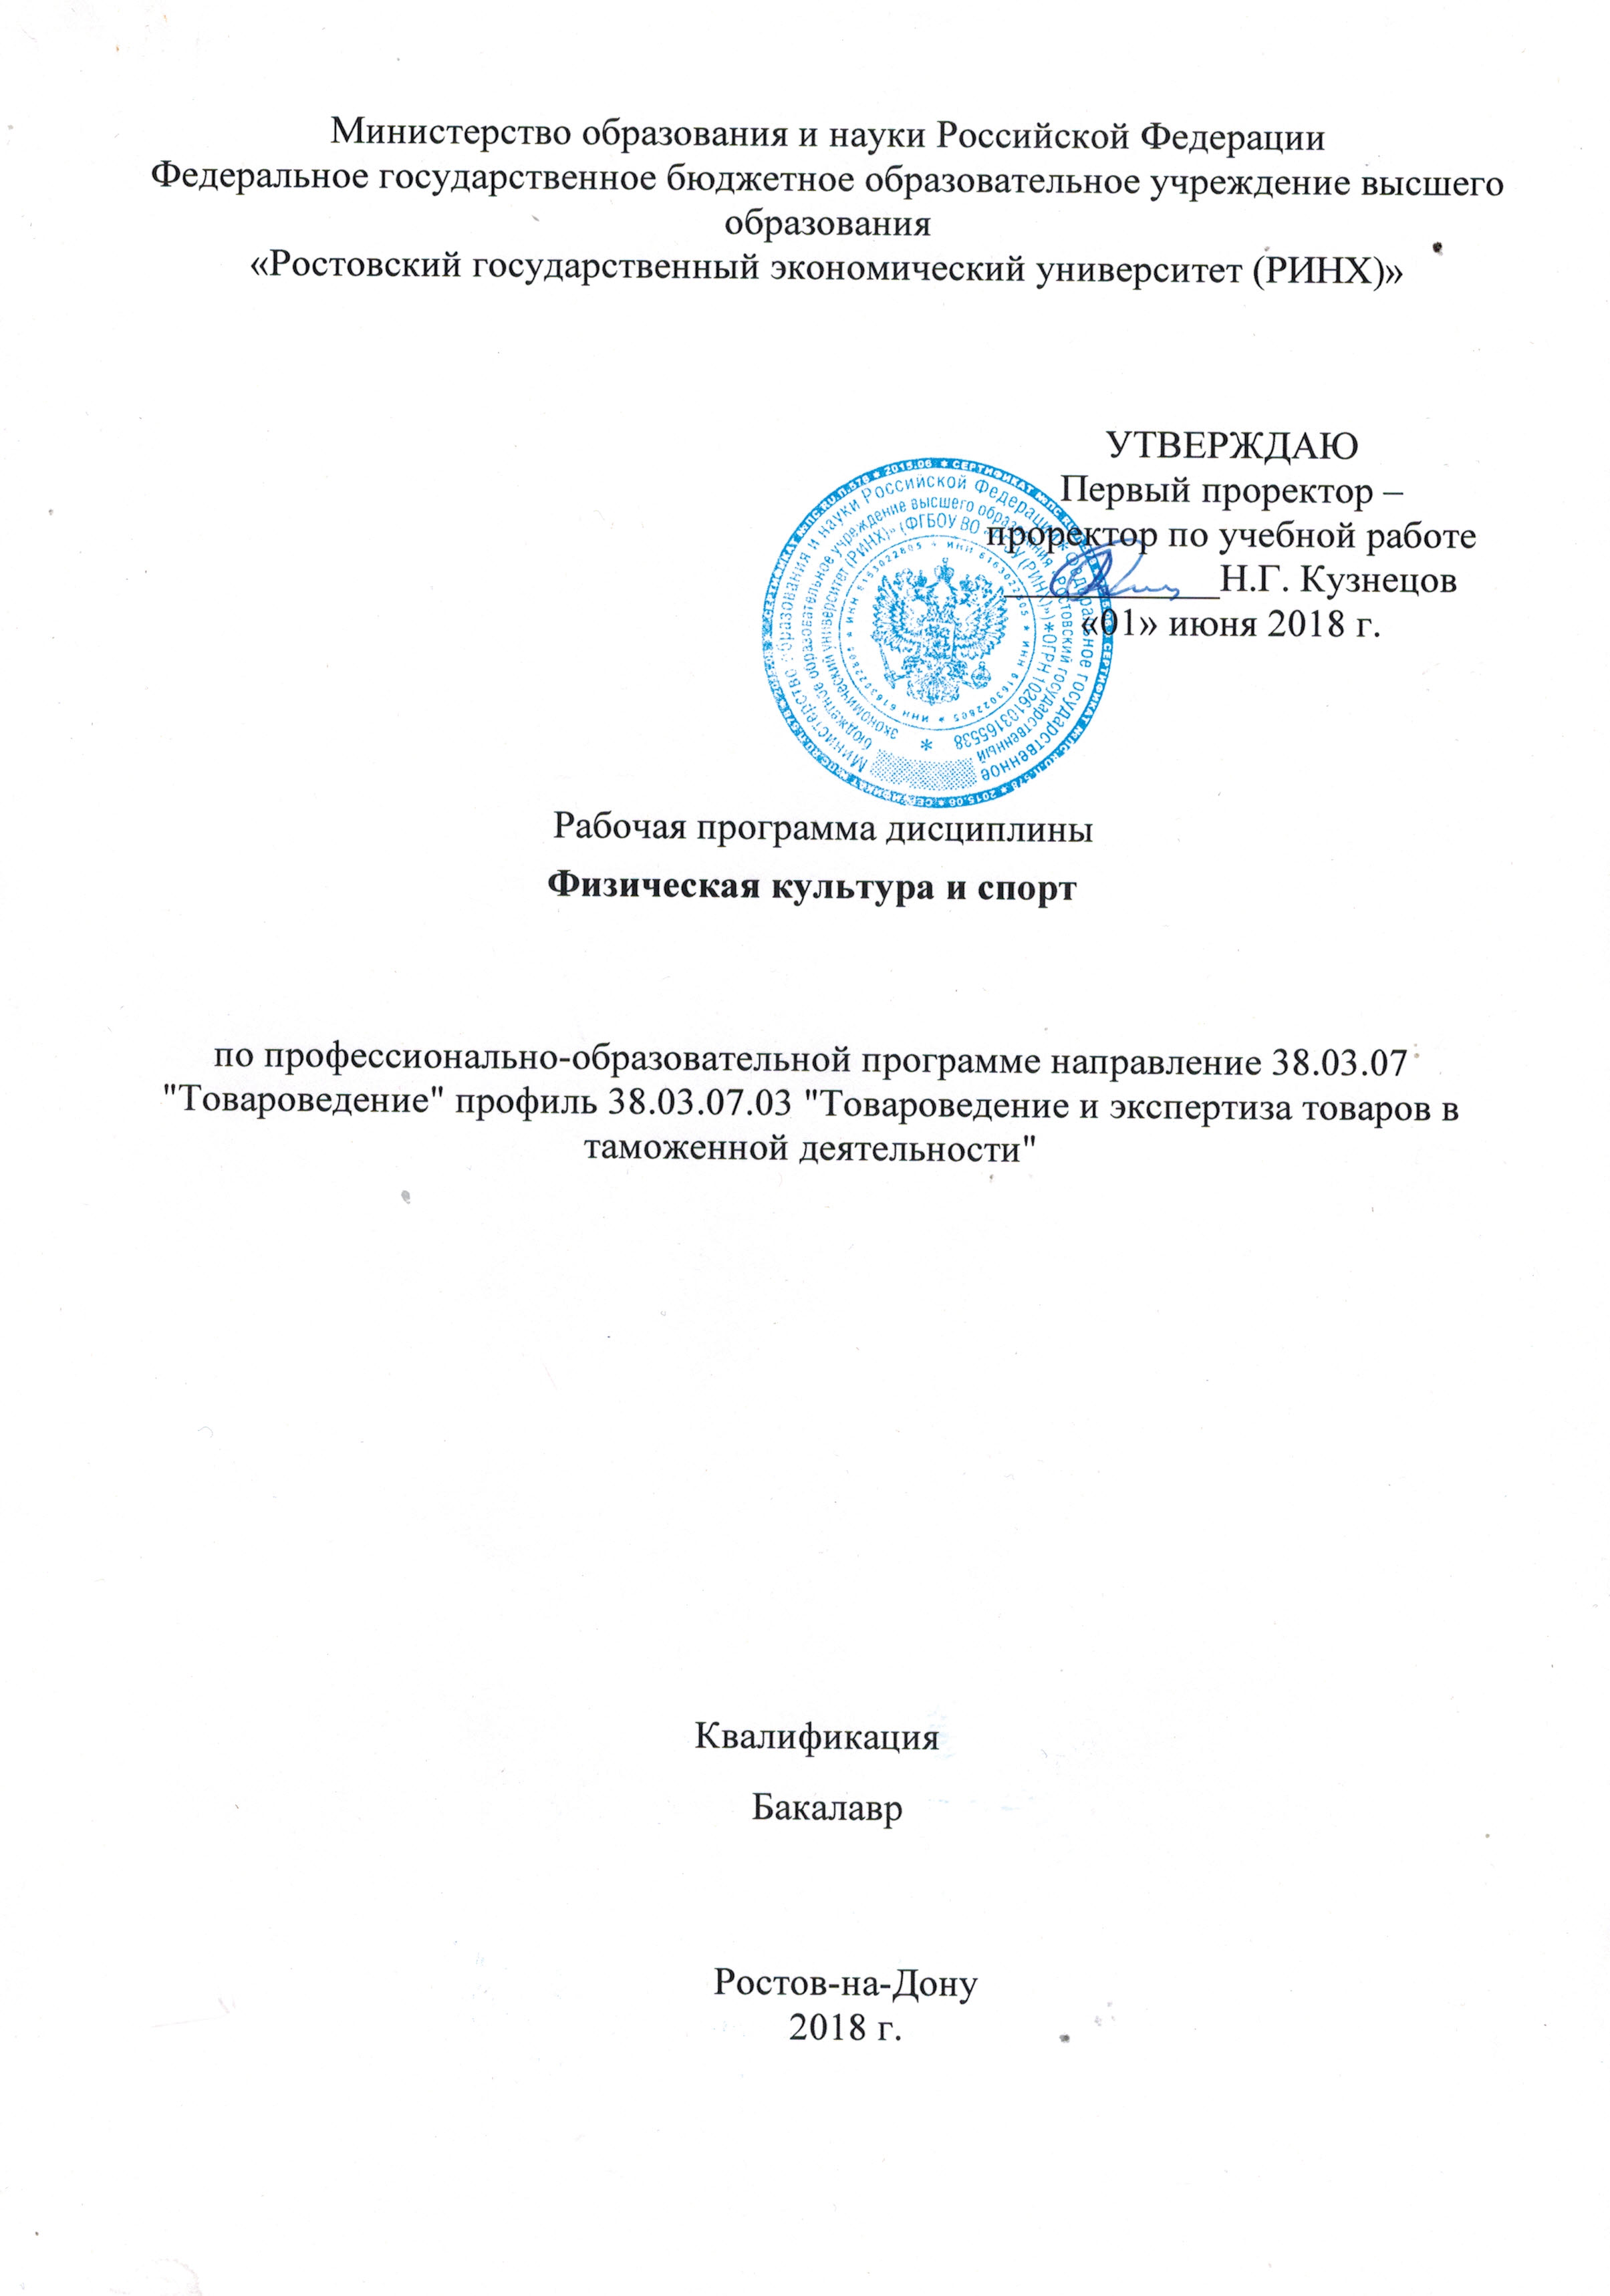 Министерство образования и науки Российской Федерации
Федеральное государственное бюджетное образовательное учреждение высшего
образования
«Ростовский государственный экономический университет (РИНХ)»
УТВЕРЖДАЮ
Первый проректор –
проректор по учебной работе
Н.Г. Кузнецов
«01» июня 2018 г.
Рабочая программа дисциплины
Физическая культура и спорт
по профессионально-образовательной программе направление 38.03.07
"Товароведение" профиль 38.03.07.03 "Товароведение и экспертиза товаров в
таможенной деятельности"
Квалификация
Бакалавр
Ростов-на-Дону
2018 г.